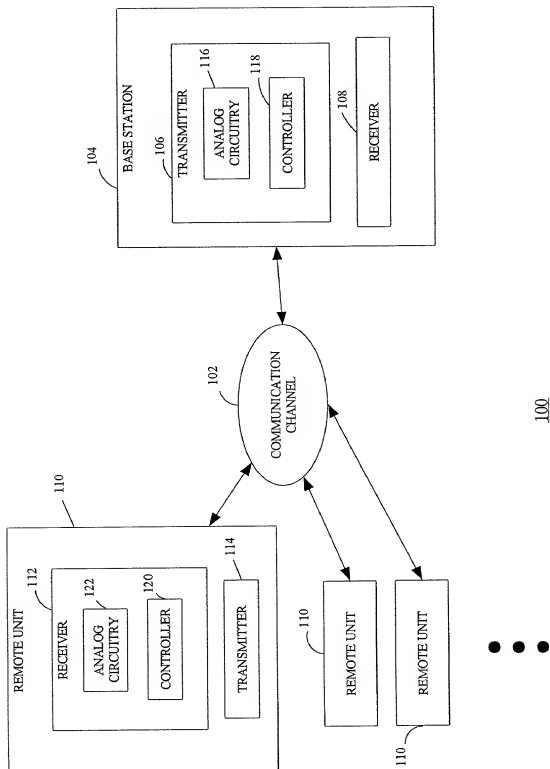 110
REMOTE UNIT
112
RECEIVER
122
ANALOG
CIRCUITRY
120
CONTROLLER
114
TRANSMITTER
110
REMOTE UNIT
REMOTE UNIT
110
102
COMMUNICATION
CHANNEL
104
BASE STATION
106
TRANSMITTER
116
ANALOG
CIRCUITRY
118
CONTROLLER
108
RECEIVER
100